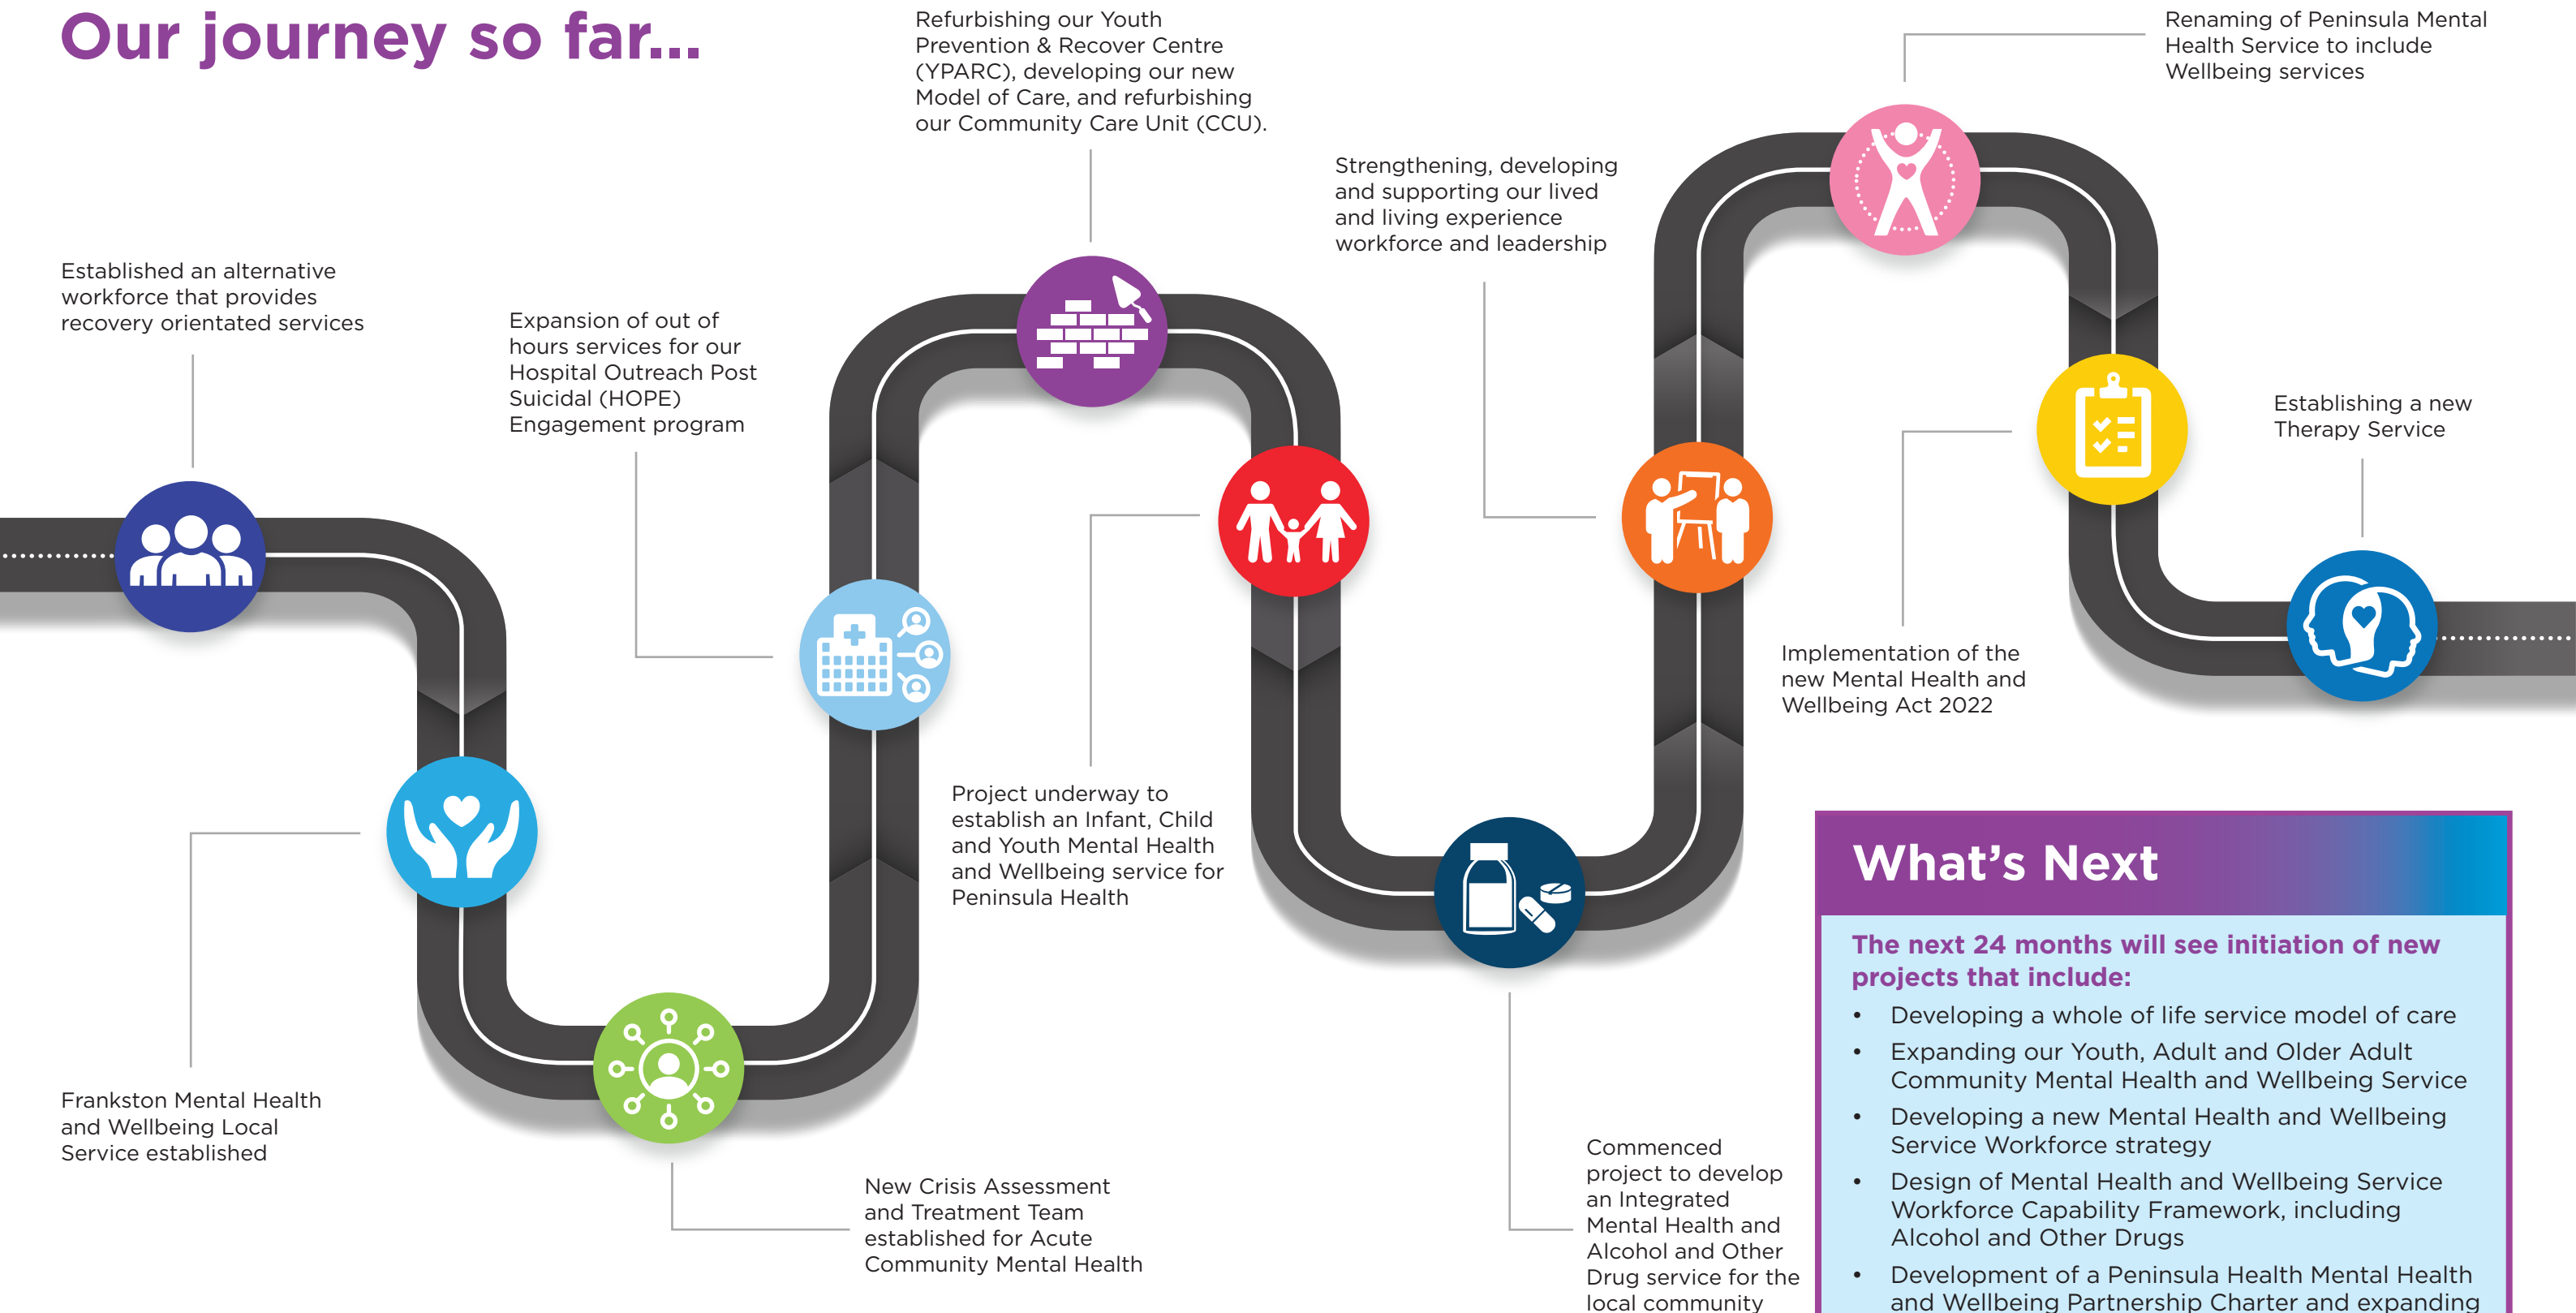 Our journey so far...
Established an alternative
workforce that provides
recovery orientated services
Frankston Mental Health
and Wellbeing Local
Service established
New Crisis Assessment
and Treatment Team
established for Acute
Community Mental Health
Expansion of out of
hours services for our
Hospital Outreach Post
Suicidal (HOPE)
Engagement program
Refurbishing our Youth
Prevention & Recover Centre
(YPARC), developing our new
Model of Care, and refurbishing
our Community Care Unit (CCU).
Project underway to
establish an Infant, Child
and Youth Mental Health
and Wellbeing service for
Peninsula Health
Commenced
project to develop
an Integrated
Mental Health and
Alcohol and Other
Drug service for the
local community
Strengthening, developing
and supporting our lived
and living experience
workforce and leadership
Renaming of Peninsula Mental
Health Service to include
Wellbeing services
Implementation of the
new Mental Health and
Wellbeing Act 2022
Establishing a new
Therapy Service
What's Next
The next 24 months will see initiation of new
projects that include:
• Developing a whole of life service model of care
• Expanding our Youth, Adult and Older Adult
Community Mental Health and Wellbeing Service
• Developing a new Mental Health and Wellbeing
Service Workforce strategy
• Design of Mental Health and Wellbeing Service
Workforce Capability Framework, including
Alcohol and Other Drugs
• Development of a Peninsula Health Mental Health
and Wellbeing Partnership Charter and expanding